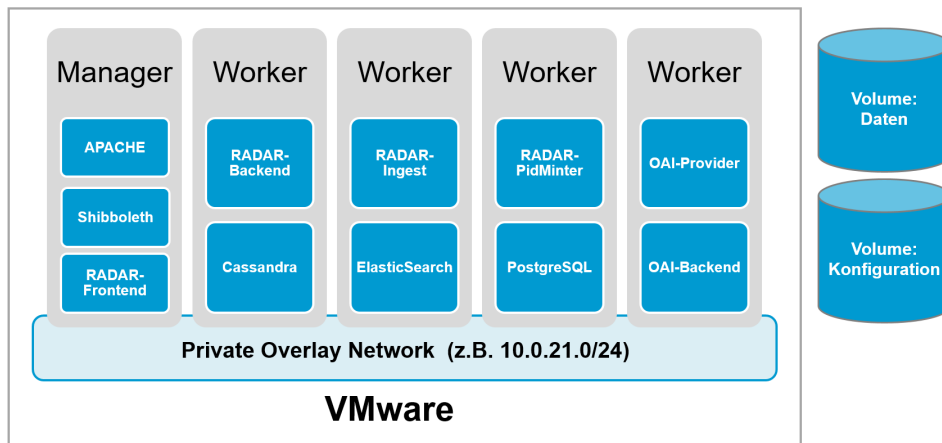 Manager
APACHE
Shibboleth
RADAR-
Frontend
Worker
RADAR-
Backend
Cassandra
Worker
RADAR-
Ingest
ElasticSearch
Worker
RADAR-
PidMinter
PostgreSQL
Worker
OAI-Provider
OAI-Backend
Private Overlay Network (z.B. 10.0.21.0/24)
VMware
Volume:
Daten
Volume:
Konfiguration